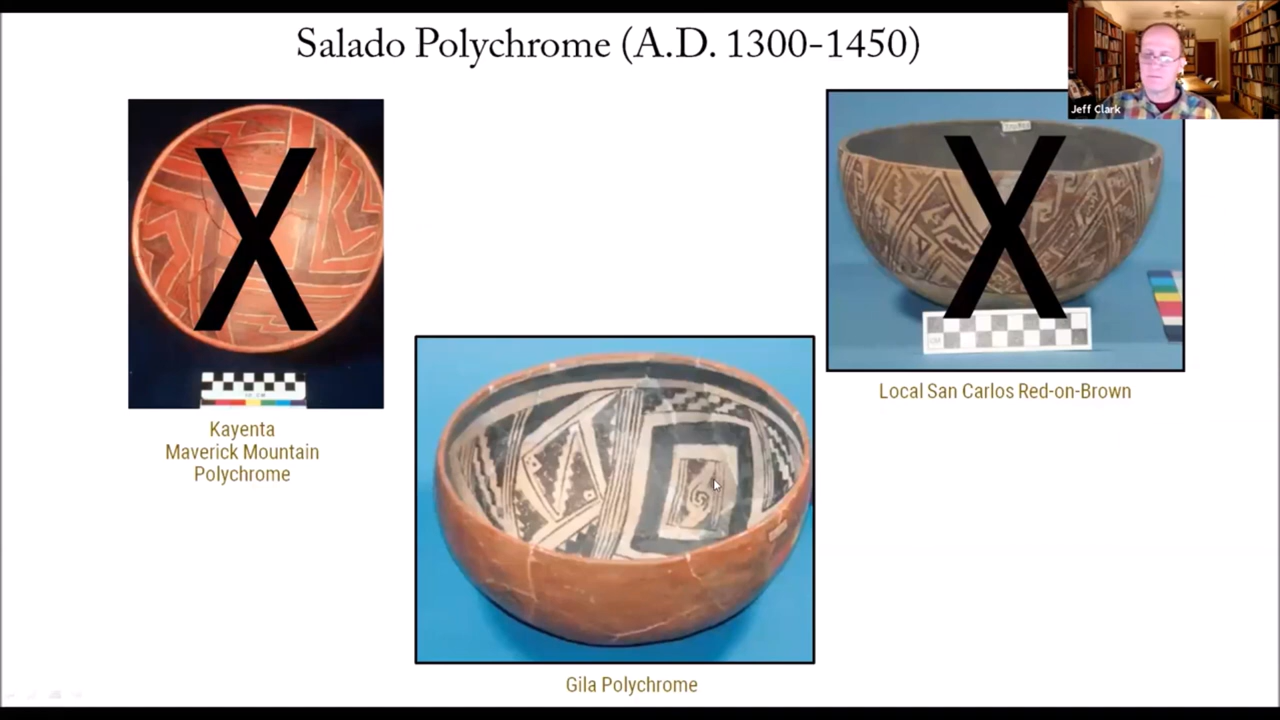 Salado Polychrome (A.D. 1300-1450)
Jeff Clark
Kayenta
Maverick Mountain
Polychrome
Local San Carlos Red-on-Brown
Gila Polychrome
X
X